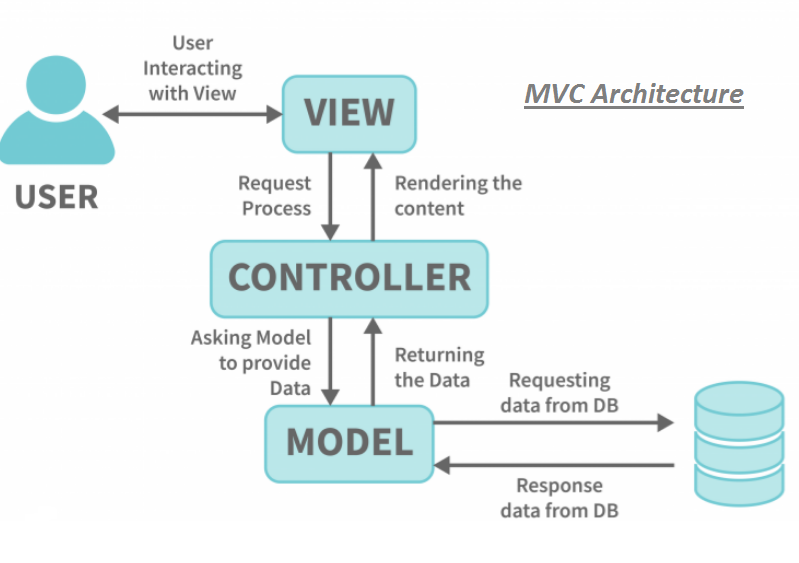 User
Interacting
with View
MVC Architecture
VIEW
USER
Request
Process
Rendering the
content
CONTROLLER
Asking Model
to provide
Data
Returning
the Data
Requesting
data from DB
MODEL
Response
data from DB